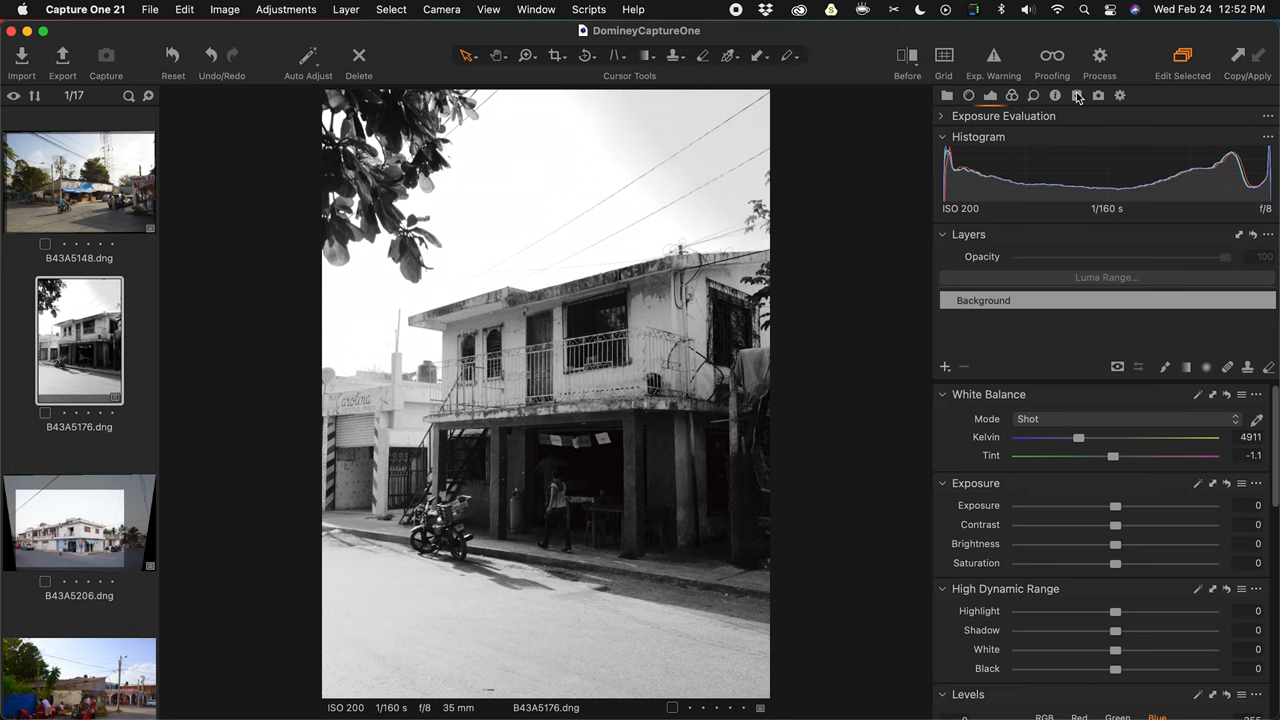 Capture One 21 File Edit Image Adjustments Layer Select Camera View Window Scripts Help Wed Feb 24 12:52 PM
DomineyCaptureOne
Import Export Capture Reset Undo/Redo Auto Adjust Delete Cursor Tools Before Grid Exp. Warning Proofing Process Edit Selected Copy/Apply
1/17
B43A5148.dng
B43A5176.dng
B43A5206.dng
Carolina
ISO 200 1/160 s f/8 35 mm B43A5176.dng
Exposure Evaluation
Histogram
ISO 200 1/160 s f/8
Layers
Opacity 100
Luma Range...
Background
White Balance
Mode Shot
Kelvin 4911
Tint -1.1
Exposure
Exposure 0
Contrast 0
Brightness 0
Saturation 0
High Dynamic Range
Highlight 0
Shadow 0
White 0
Black 0
Levels
0 RGB Red Green Blue 255